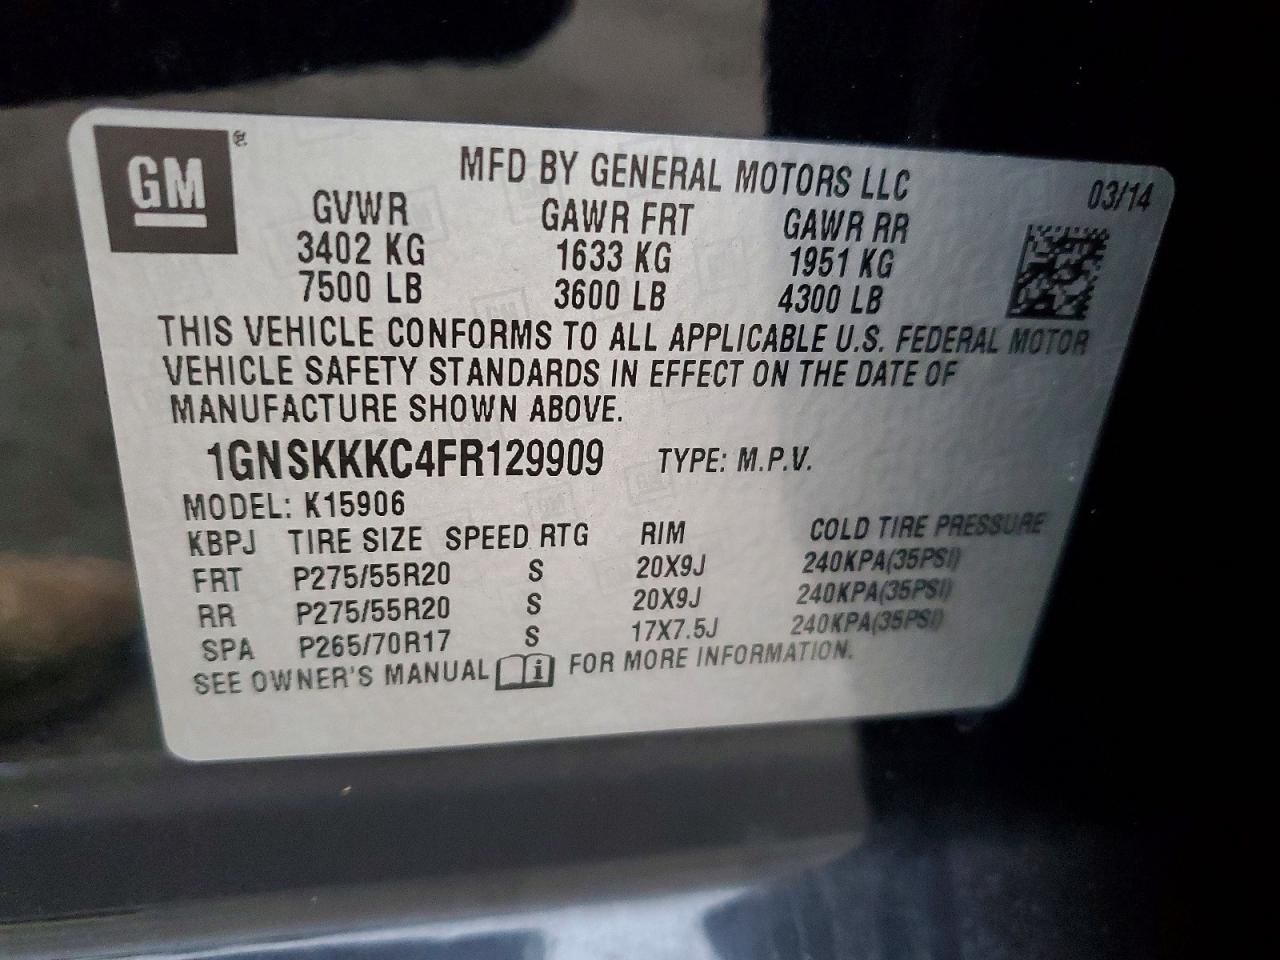 GM ®
MFD BY GENERAL MOTORS LLC
03/14
GVWR GAWR FRT GAWR RR
3402 KG 1633 KG 1951 KG
7500 LB 3600 LB 4300 LB
THIS VEHICLE CONFORMS TO ALL APPLICABLE U.S. FEDERAL MOTOR
VEHICLE SAFETY STANDARDS IN EFFECT ON THE DATE OF
MANUFACTURE SHOWN ABOVE.
1GNSKKKC4FR129909 TYPE: M.P.V.
MODEL: K15906
KBPJ TIRE SIZE SPEED RTG RIM COLD TIRE PRESSURE
FRT P275/55R20 S 20X9J 240KPA(35PSI)
RR P275/55R20 S 20X9J 240KPA(35PSI)
SPA P265/70R17 S 17X7.5J 240KPA(35PSI)
SEE OWNER'S MANUAL i FOR MORE INFORMATION.